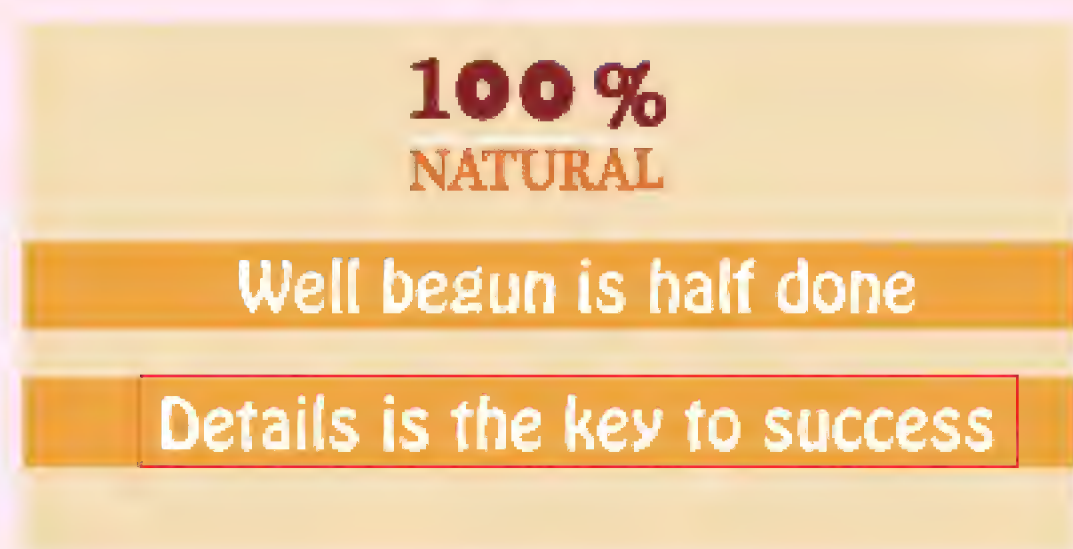 100 %
NATURAL
Well begun is half done
Details is the key to success